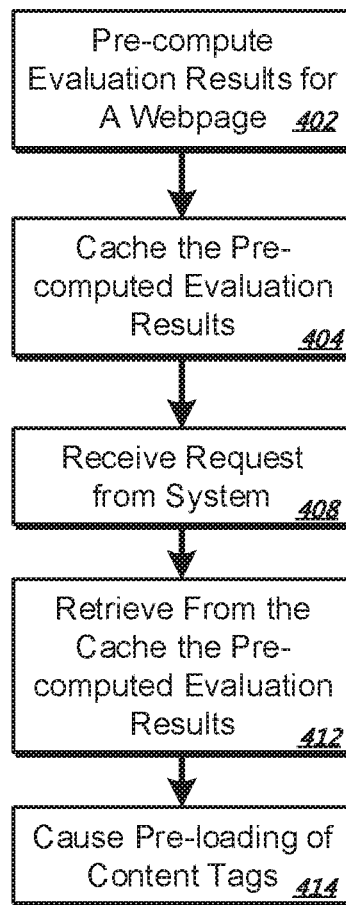 Pre-compute
Evaluation Results for
A Webpage 402
Cache the Pre-
computed Evaluation
Results
404
Receive Request
from System
408
Retrieve From the
Cache the Pre-
computed Evaluation
Results
412
Cause Pre-loading of
Content Tags 414